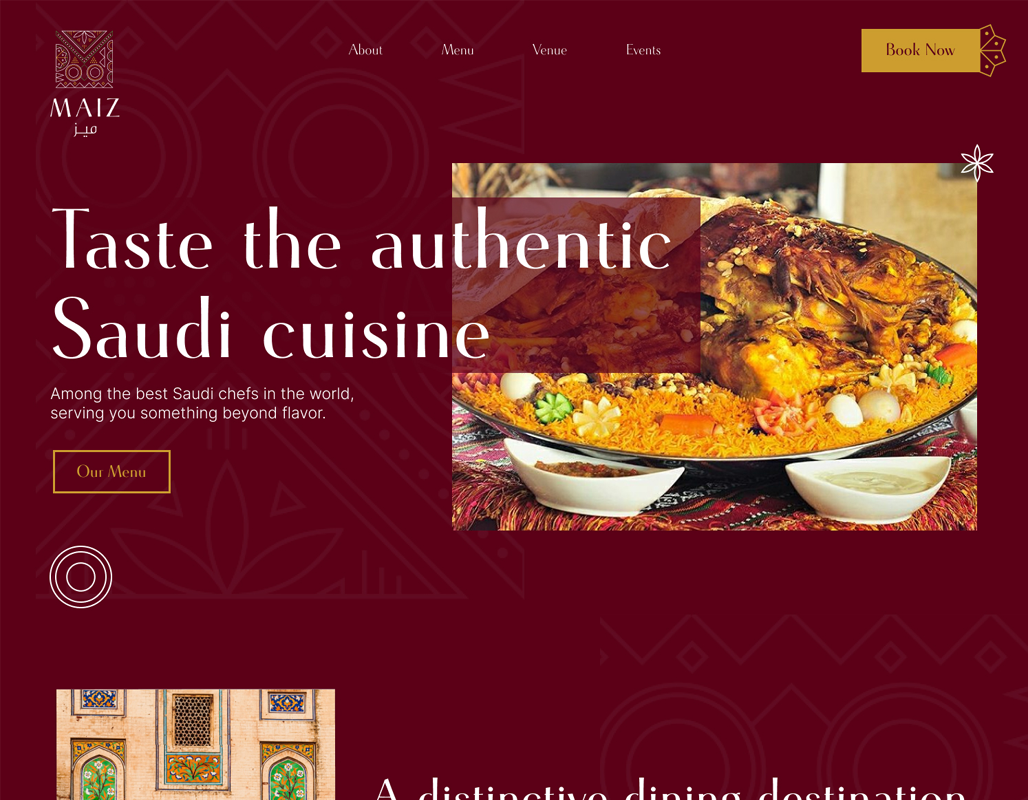 About
Menu
Venue
Events
Book Now
MAIZ
ميز
Taste the authentic
Saudi cuisine
Among the best Saudi chefs in the world,
serving you something beyond flavor.
Our Menu
A distinctive dining destination